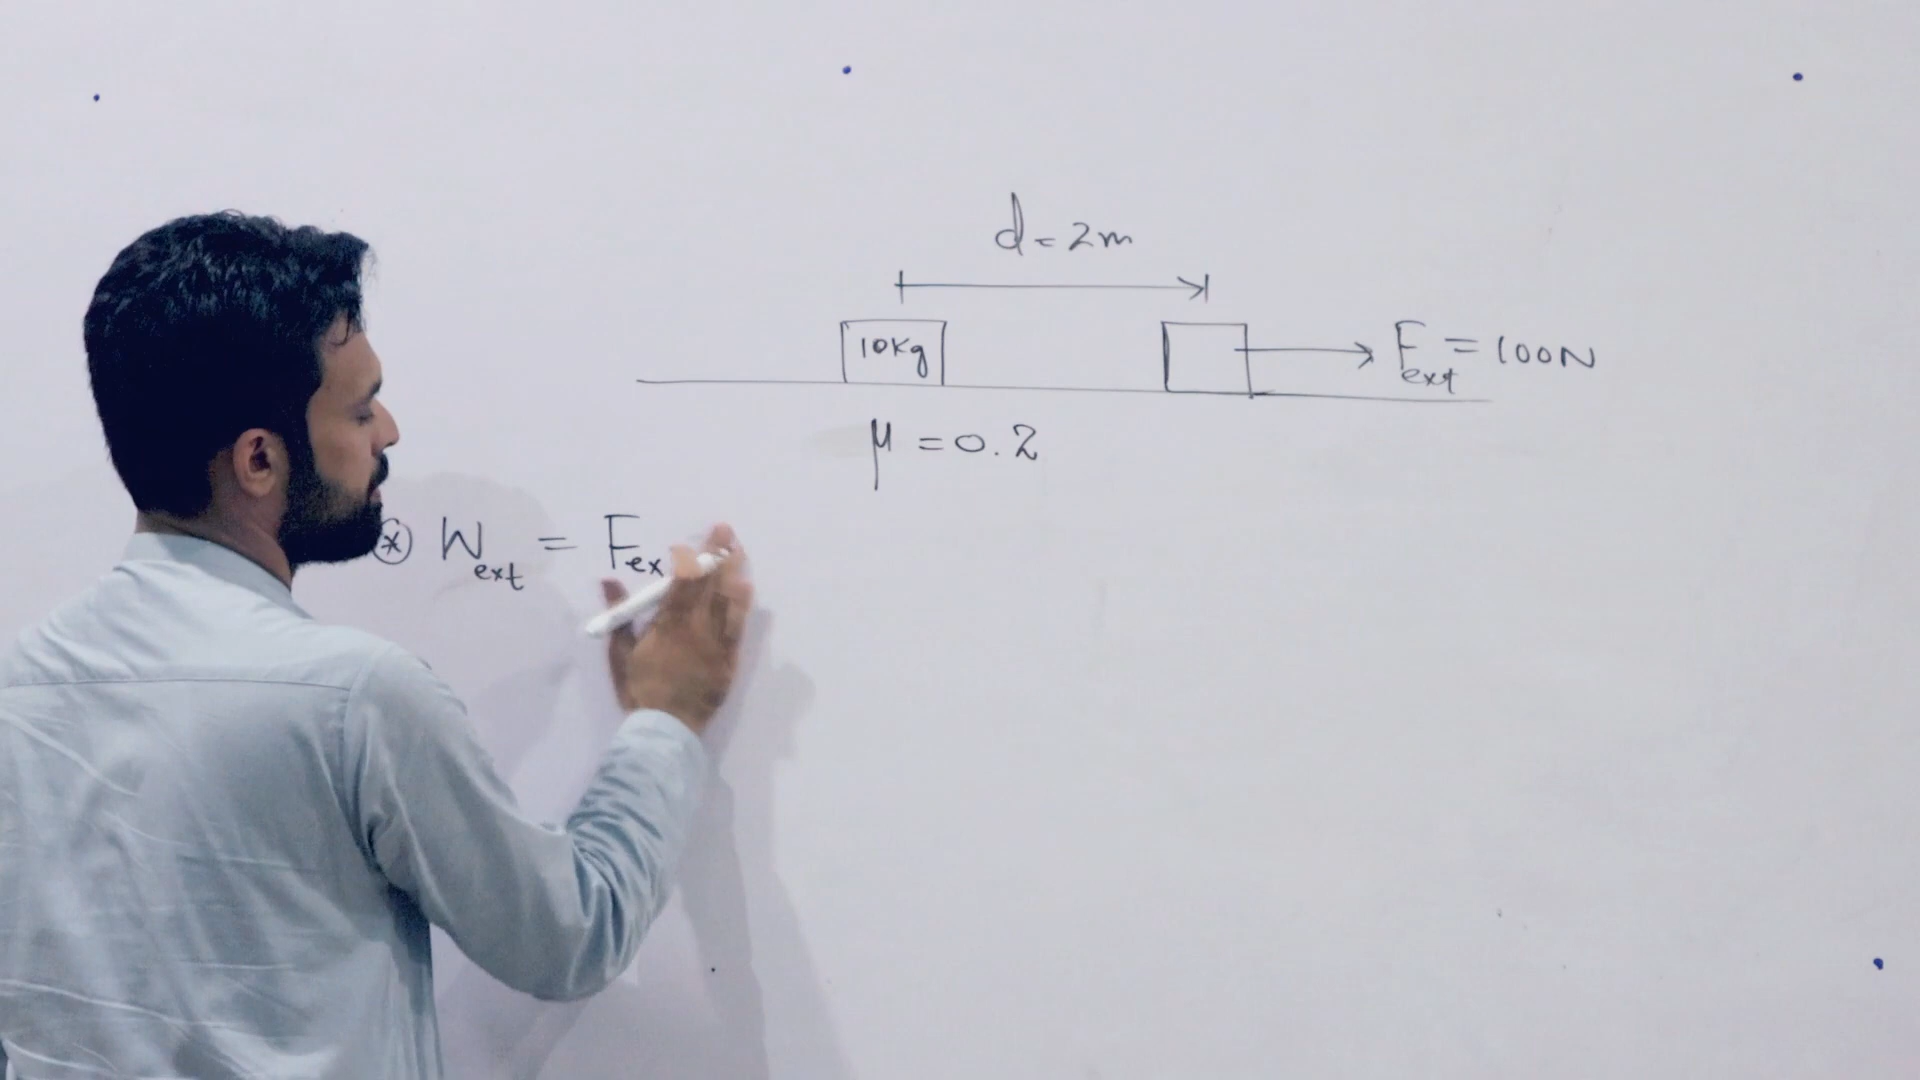 d = 2m
10kg
F_ext = 100N
μ = 0.2
* W_ext = F_ex